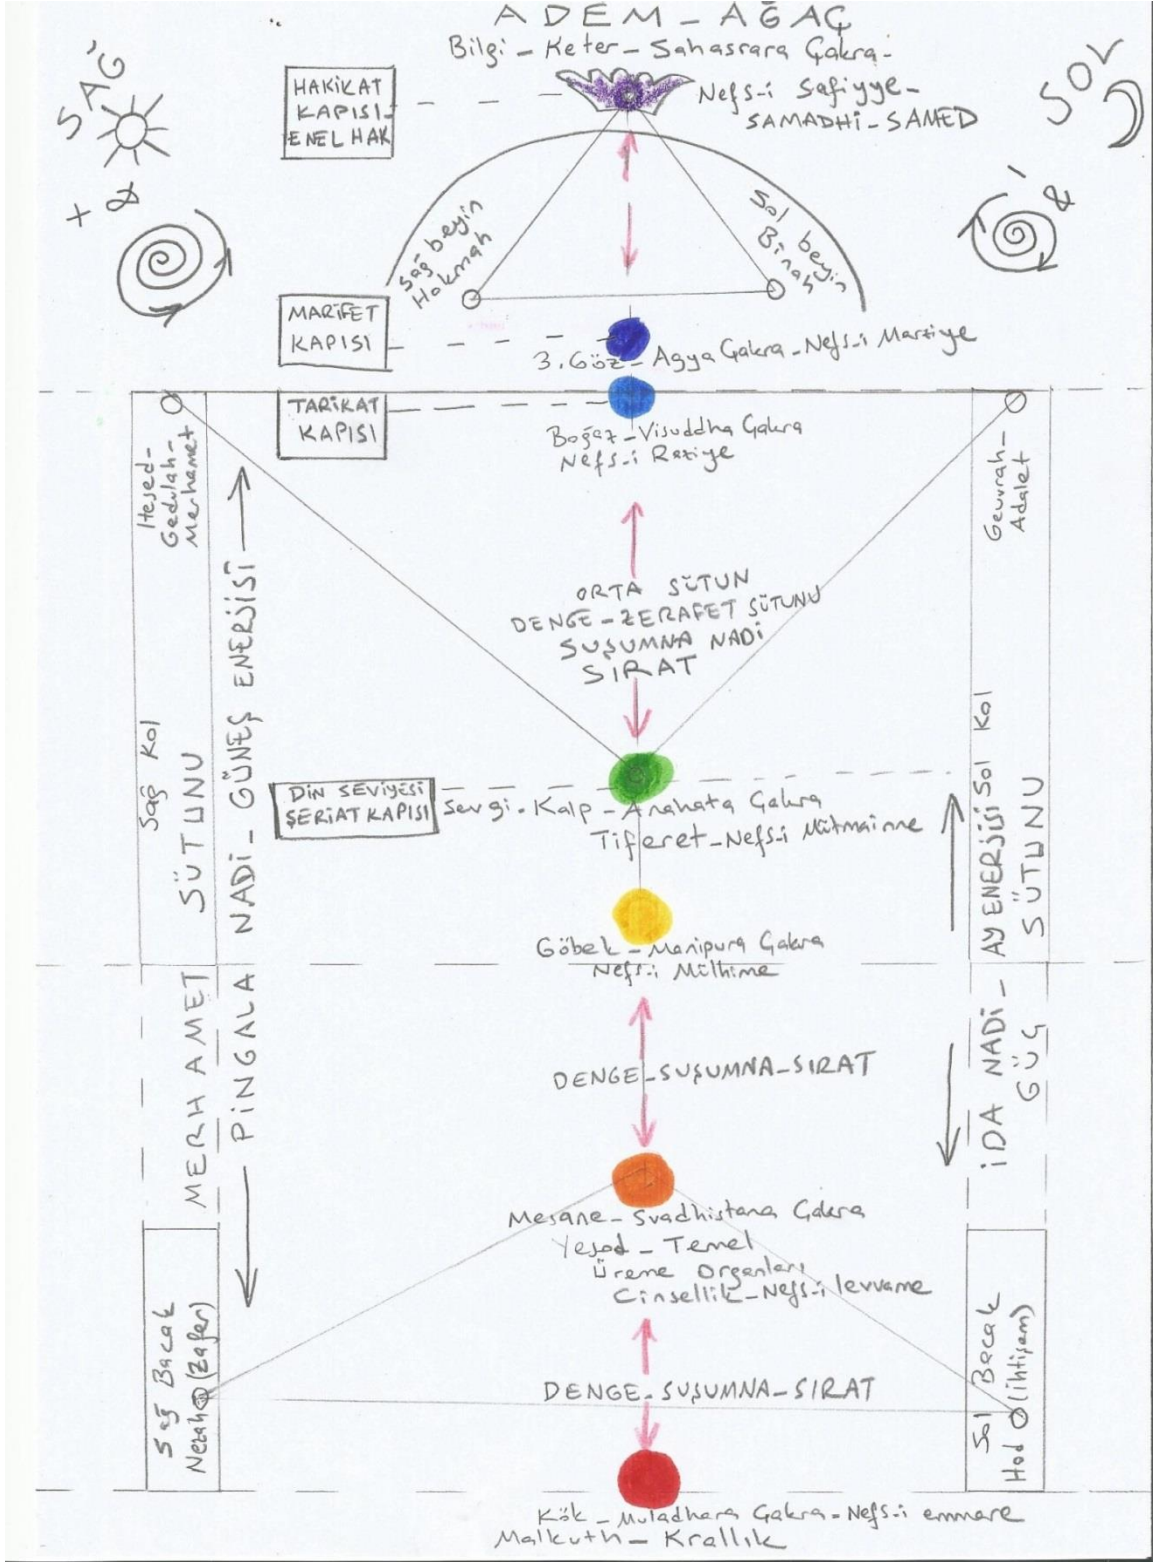 ADEM - AĞAÇ
Bilgi - Keter - Sahasrara Çakra -
Nefs-i Safiyye -
SAMADHI - SAMED
HAKİKAT
KAPISI -
ENEL HAK
SAĞ
SOL
+
-
&
Sağ beyin
Hokmah
Sol beyin
Binah
MARİFET
KAPISI
3. Göz - Agya Çakra - Nefs-i Marziye
TARİKAT
KAPISI
Boğaz - Visuddha Çakra
Nefs-i Raziye
Hesed -
Gedulah -
Merhamet
Gevurah -
Adalet
ORTA SÜTUN
DENGE - ZERAFET SÜTUNU
SUŞUMNA NADİ
SIRAT
DİN SEVİYESİ
ŞERİAT KAPISI
Sevgi - Kalp - Anahata Çakra
Tiferet - Nefs-i Mütmainne
Sağ Kol
MERHAMET SÜTUNU
PİNGALA NADİ - GÜNEŞ ENERJİSİ
Sol Kol
İDA NADİ - AY ENERJİSİ
GÜÇ SÜTUNU
Göbek - Manipura Çakra
Nefs-i Mülhime
DENGE - SUŞUMNA - SIRAT
Mesane - Svadhistana Çakra
Yesod - Temel
Üreme Organları
Cinsellik - Nefs-i levvame
Sağ Bacak
Nezah (Zafer)
Sol Bacak
Hod (ihtişam)
DENGE - SUŞUMNA - SIRAT
Kök - Muladhara Çakra - Nefs-i emmare
Malkuth - Krallık